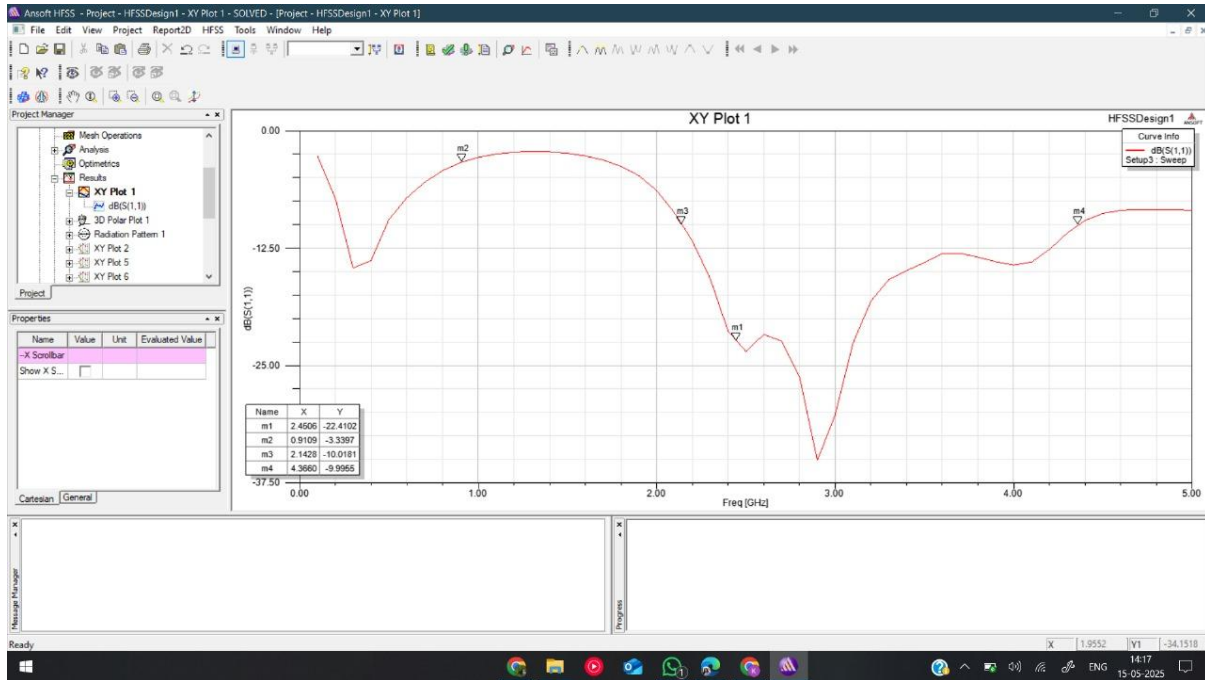 Ansoft HFSS - Project - HFSSDesign1 - XY Plot 1 - SOLVED - [Project - HFSSDesign1 - XY Plot 1]
File Edit View Project Report2D HFSS Tools Window Help
Project Manager
Mesh Operations
Analysis
Optimetrics
Results
XY Plot 1
dB(S(1,1))
3D Polar Plot 1
Radiation Pattern 1
XY Plot 2
XY Plot 5
XY Plot 6
Project
Properties
Name Value Unit Evaluated Value
-X Scrollbar
Show X S...
Cartesian General
XY Plot 1
HFSSDesign1
ANSOFT
Curve Info
dB(S(1,1))
Setup3 : Sweep
0.00
-12.50
-25.00
-37.50
dB(S(1,1))
m2
m3
m4
m1
Name X Y
m1 2.4506 -22.4102
m2 0.9109 -3.3397
m3 2.1428 -10.0181
m4 4.3660 -9.9955
0.00 1.00 2.00 3.00 4.00 5.00
Freq [GHz]
Message Manager
Progress
Ready
X 1.9552 Y1 -34.1518
1
ENG
14:17
15-05-2025